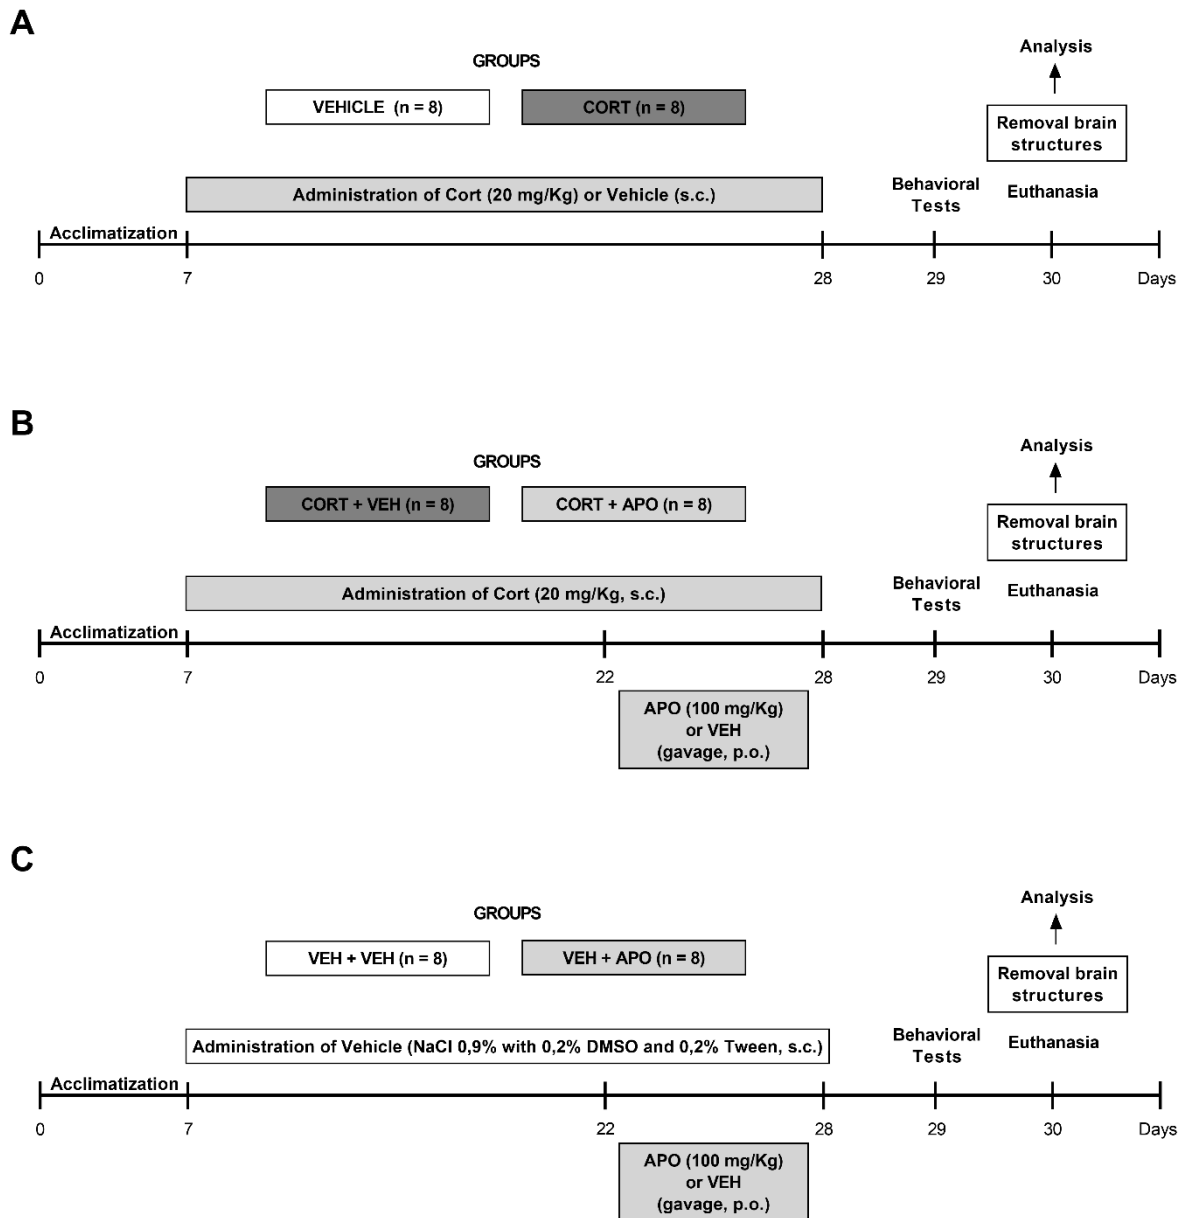 A
Analysis
GROUPS
VEHICLE (n = 8)
CORT (n = 8)
Removal brain
structures
Administration of Cort (20 mg/Kg) or Vehicle (s.c.)
Behavioral
Tests
Euthanasia
Acclimatization
0
7
28
29
30
Days
B
Analysis
GROUPS
CORT + VEH (n = 8)
CORT + APO (n = 8)
Removal brain
structures
Administration of Cort (20 mg/Kg, s.c.)
Behavioral
Tests
Euthanasia
Acclimatization
0
7
22
28
29
30
Days
APO (100 mg/Kg)
or VEH
(gavage, p.o.)
C
Analysis
GROUPS
VEH + VEH (n = 8)
VEH + APO (n = 8)
Removal brain
structures
Administration of Vehicle (NaCl 0,9% with 0,2% DMSO and 0,2% Tween, s.c.)
Behavioral
Tests
Euthanasia
Acclimatization
0
7
22
28
29
30
Days
APO (100 mg/Kg)
or VEH
(gavage, p.o.)